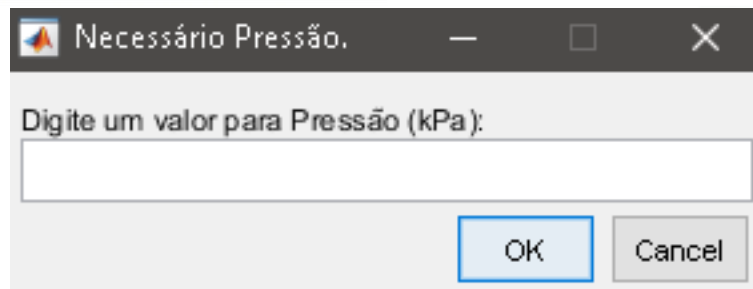 Necessário Pressão.
Digite um valor para Pressão (kPa):
OK Cancel